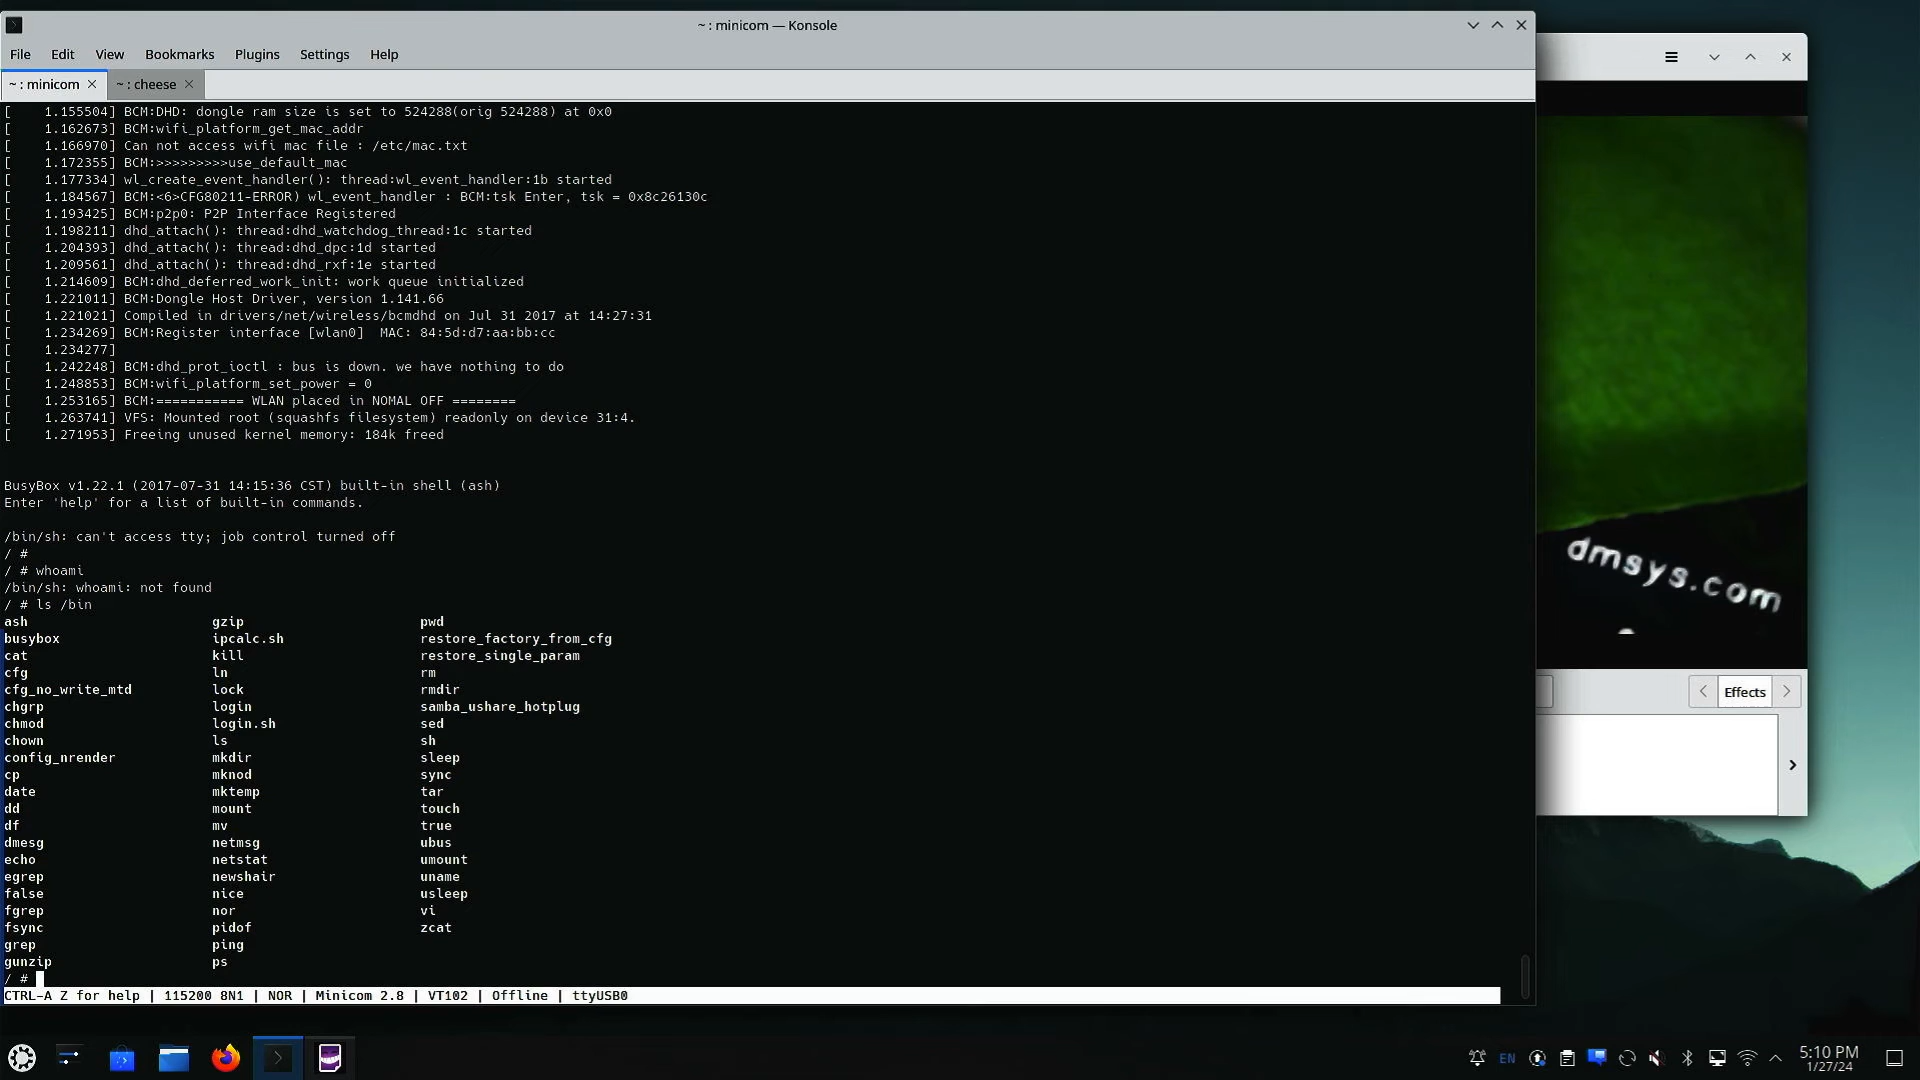 ~ : minicom — Konsole
File Edit View Bookmarks Plugins Settings Help
~ : minicom ~ : cheese
[    1.155504] BCM:DHD: dongle ram size is set to 524288(orig 524288) at 0x0
[    1.162673] BCM:wifi_platform_get_mac_addr
[    1.166970] Can not access wifi mac file : /etc/mac.txt
[    1.172355] BCM:>>>>>>>>>use_default_mac
[    1.177334] wl_create_event_handler(): thread:wl_event_handler:1b started
[    1.184567] BCM:<6>CFG80211-ERROR) wl_event_handler : BCM:tsk Enter, tsk = 0x8c26130c
[    1.193425] BCM:p2p0: P2P Interface Registered
[    1.198211] dhd_attach(): thread:dhd_watchdog_thread:1c started
[    1.204393] dhd_attach(): thread:dhd_dpc:1d started
[    1.209561] dhd_attach(): thread:dhd_rxf:1e started
[    1.214609] BCM:dhd_deferred_work_init: work queue initialized
[    1.221011] BCM:Dongle Host Driver, version 1.141.66
[    1.221021] Compiled in drivers/net/wireless/bcmdhd on Jul 31 2017 at 14:27:31
[    1.234269] BCM:Register interface [wlan0]  MAC: 84:5d:d7:aa:bb:cc
[    1.234277]
[    1.242248] BCM:dhd_prot_ioctl : bus is down. we have nothing to do
[    1.248853] BCM:wifi_platform_set_power = 0
[    1.253165] BCM:=========== WLAN placed in NOMAL OFF ========
[    1.263741] VFS: Mounted root (squashfs filesystem) readonly on device 31:4.
[    1.271953] Freeing unused kernel memory: 184k freed
BusyBox v1.22.1 (2017-07-31 14:15:36 CST) built-in shell (ash)
Enter 'help' for a list of built-in commands.
/bin/sh: can't access tty; job control turned off
/ #
/ # whoami
/bin/sh: whoami: not found
/ # ls /bin
ash gzip pwd
busybox ipcalc.sh restore_factory_from_cfg
cat kill restore_single_param
cfg ln rm
cfg_no_write_mtd lock rmdir
chgrp login samba_ushare_hotplug
chmod login.sh sed
chown ls sh
config_nrender mkdir sleep
cp mknod sync
date mktemp tar
dd mount touch
df mv true
dmesg netmsg ubus
echo netstat umount
egrep newshair uname
false nice usleep
fgrep nor vi
fsync pidof zcat
grep ping
gunzip ps
/ #
CTRL-A Z for help | 115200 8N1 | NOR | Minicom 2.8 | VT102 | Offline | ttyUSB0
dmsys.com
Effects
EN
5:10 PM
1/27/24